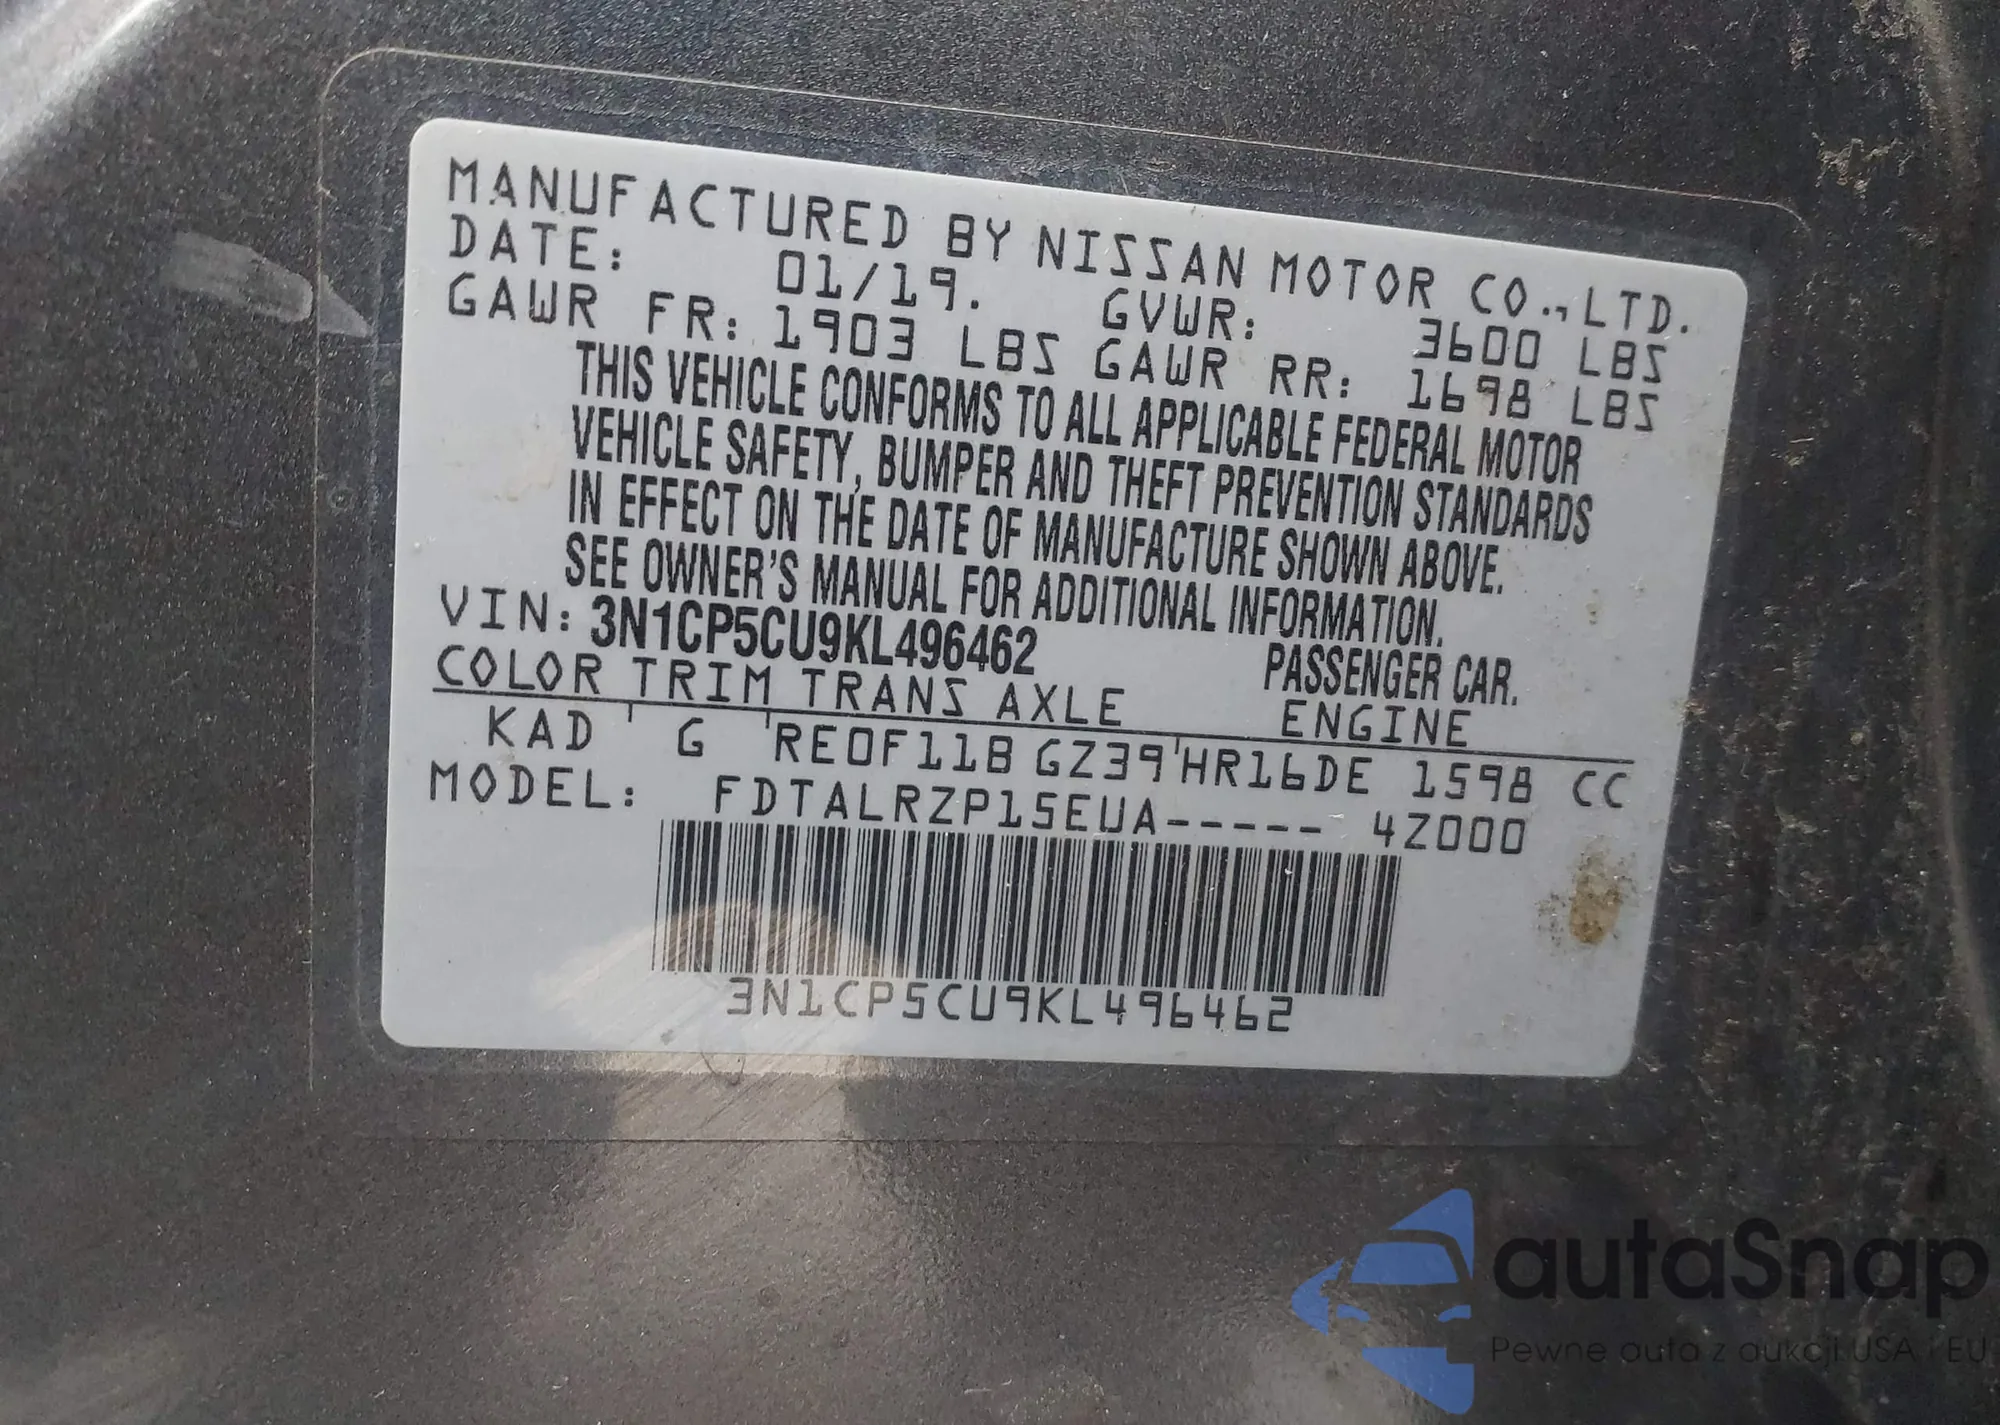 MANUFACTURED BY NISSAN MOTOR CO.,LTD.
DATE: 01/19. GVWR: 3600 LBS
GAWR FR: 1903 LBS GAWR RR: 1698 LBS
THIS VEHICLE CONFORMS TO ALL APPLICABLE FEDERAL MOTOR
VEHICLE SAFETY, BUMPER AND THEFT PREVENTION STANDARDS
IN EFFECT ON THE DATE OF MANUFACTURE SHOWN ABOVE.
SEE OWNER'S MANUAL FOR ADDITIONAL INFORMATION.
VIN: 3N1CP5CU9KL496462 PASSENGER CAR.
COLOR TRIM TRANS AXLE ENGINE
KAD ' G 'RE0F11B GZ39'HR16DE 1598 CC
MODEL: FDTALRZP15EUA----- 4Z000
3N1CP5CU9KL496462
autaSnap
Pewne auta z aukcji USA i EU